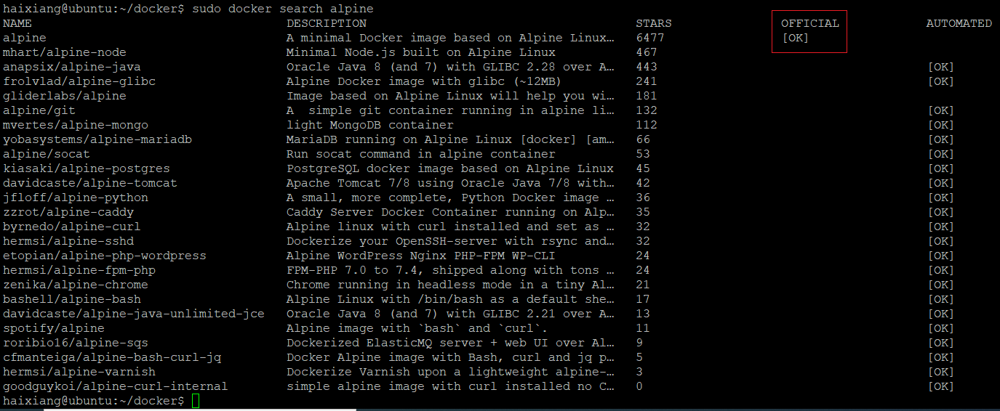 haixiang@ubuntu:~/docker$ sudo docker search alpine
NAME DESCRIPTION STARS OFFICIAL AUTOMATED
alpine A minimal Docker image based on Alpine Linux… 6477 [OK]
mhart/alpine-node Minimal Node.js built on Alpine Linux 467
anapsix/alpine-java Oracle Java 8 (and 7) with GLIBC 2.28 over A… 443 [OK]
frolvlad/alpine-glibc Alpine Docker image with glibc (~12MB) 241 [OK]
gliderlabs/alpine Image based on Alpine Linux will help you wi… 181
alpine/git A  simple git container running in alpine li… 132 [OK]
mvertes/alpine-mongo light MongoDB container 112 [OK]
yobasystems/alpine-mariadb MariaDB running on Alpine Linux [docker] [am… 66 [OK]
alpine/socat Run socat command in alpine container 53 [OK]
kiasaki/alpine-postgres PostgreSQL docker image based on Alpine Linux 45 [OK]
davidcaste/alpine-tomcat Apache Tomcat 7/8 using Oracle Java 7/8 with… 42 [OK]
jfloff/alpine-python A small, more complete, Python Docker image … 36 [OK]
zzrot/alpine-caddy Caddy Server Docker Container running on Alp… 35 [OK]
byrnedo/alpine-curl Alpine linux with curl installed and set as … 32 [OK]
hermsi/alpine-sshd Dockerize your OpenSSH-server with rsync and… 32 [OK]
etopian/alpine-php-wordpress Alpine WordPress Nginx PHP-FPM WP-CLI 24 [OK]
hermsi/alpine-fpm-php FPM-PHP 7.0 to 7.4, shipped along with tons … 24 [OK]
zenika/alpine-chrome Chrome running in headless mode in a tiny Al… 21 [OK]
bashell/alpine-bash Alpine Linux with /bin/bash as a default she… 17 [OK]
davidcaste/alpine-java-unlimited-jce Oracle Java 8 (and 7) with GLIBC 2.21 over A… 13 [OK]
spotify/alpine Alpine image with `bash` and `curl`. 11 [OK]
roribio16/alpine-sqs Dockerized ElasticMQ server + web UI over Al… 9 [OK]
cfmanteiga/alpine-bash-curl-jq Docker Alpine image with Bash, curl and jq p… 5 [OK]
hermsi/alpine-varnish Dockerize Varnish upon a lightweight alpine-… 3 [OK]
goodguykoi/alpine-curl-internal simple alpine image with curl installed no C… 0 [OK]
haixiang@ubuntu:~/docker$